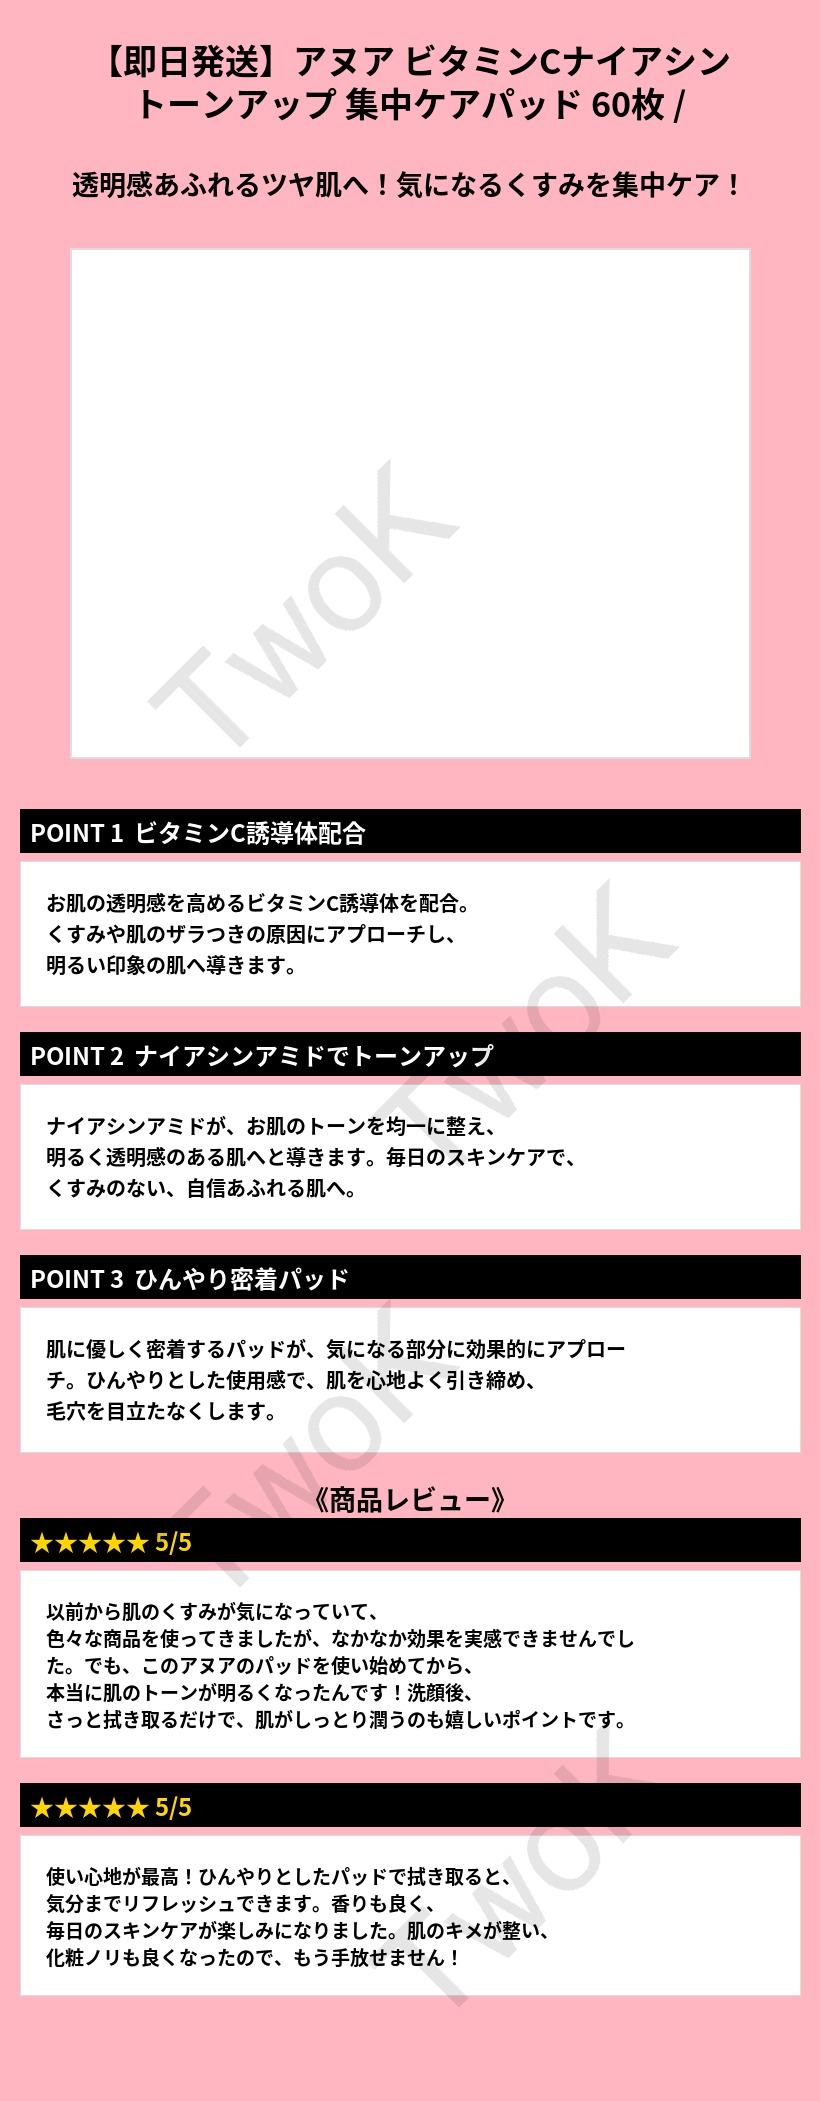 【即日発送】アヌア ビタミンCナイアシン
トーンアップ 集中ケアパッド 60枚 /
透明感あふれるツヤ肌へ！気になるくすみを集中ケア！
TwoK
POINT 1 ビタミンC誘導体配合
お肌の透明感を高めるビタミンC誘導体を配合。
くすみや肌のザラつきの原因にアプローチし、
明るい印象の肌へ導きます。
TwoK
POINT 2 ナイアシンアミドでトーンアップ
ナイアシンアミドが、お肌のトーンを均一に整え、
明るく透明感のある肌へと導きます。毎日のスキンケアで、
くすみのない、自信あふれる肌へ。
POINT 3 ひんやり密着パッド
肌に優しく密着するパッドが、気になる部分に効果的にアプロー
チ。ひんやりとした使用感で、肌を心地よく引き締め、
毛穴を目立たなくします。
TwoK
《商品レビュー》
★★★★★ 5/5
以前から肌のくすみが気になっていて、
色々な商品を使ってきましたが、なかなか効果を実感できませんでし
た。でも、このアヌアのパッドを使い始めてから、
本当に肌のトーンが明るくなったんです！洗顔後、
さっと拭き取るだけで、肌がしっとり潤うのも嬉しいポイントです。
TwoK
★★★★★ 5/5
使い心地が最高！ひんやりとしたパッドで拭き取ると、
気分までリフレッシュできます。香りも良く、
毎日のスキンケアが楽しみになりました。肌のキメが整い、
化粧ノリも良くなったので、もう手放せません！